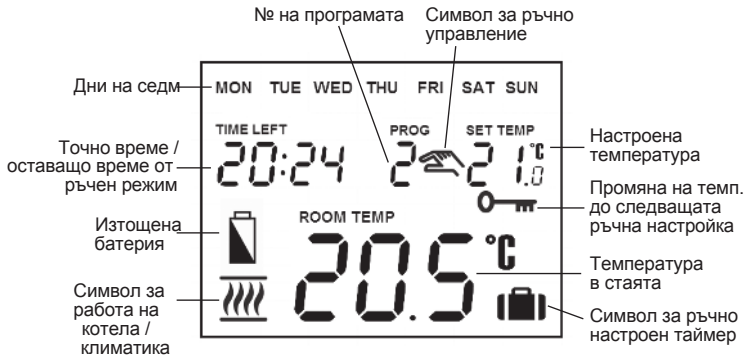 № на програмата
Символ за ръчно
управление
Дни на седм
MON TUE WED THU FRI SAT SUN
TIME LEFT PROG SET TEMP
20:24 2 21.0 °C
Точно време /
оставащо време от
ръчен режим
Настроена
температура
Промяна на темп.
до следващата
ръчна настройка
Изтощена
батерия
ROOM TEMP
20.5 °C
Температура
в стаята
Символ за
работа на
котела /
климатика
Символ за ръчно
настроен таймер